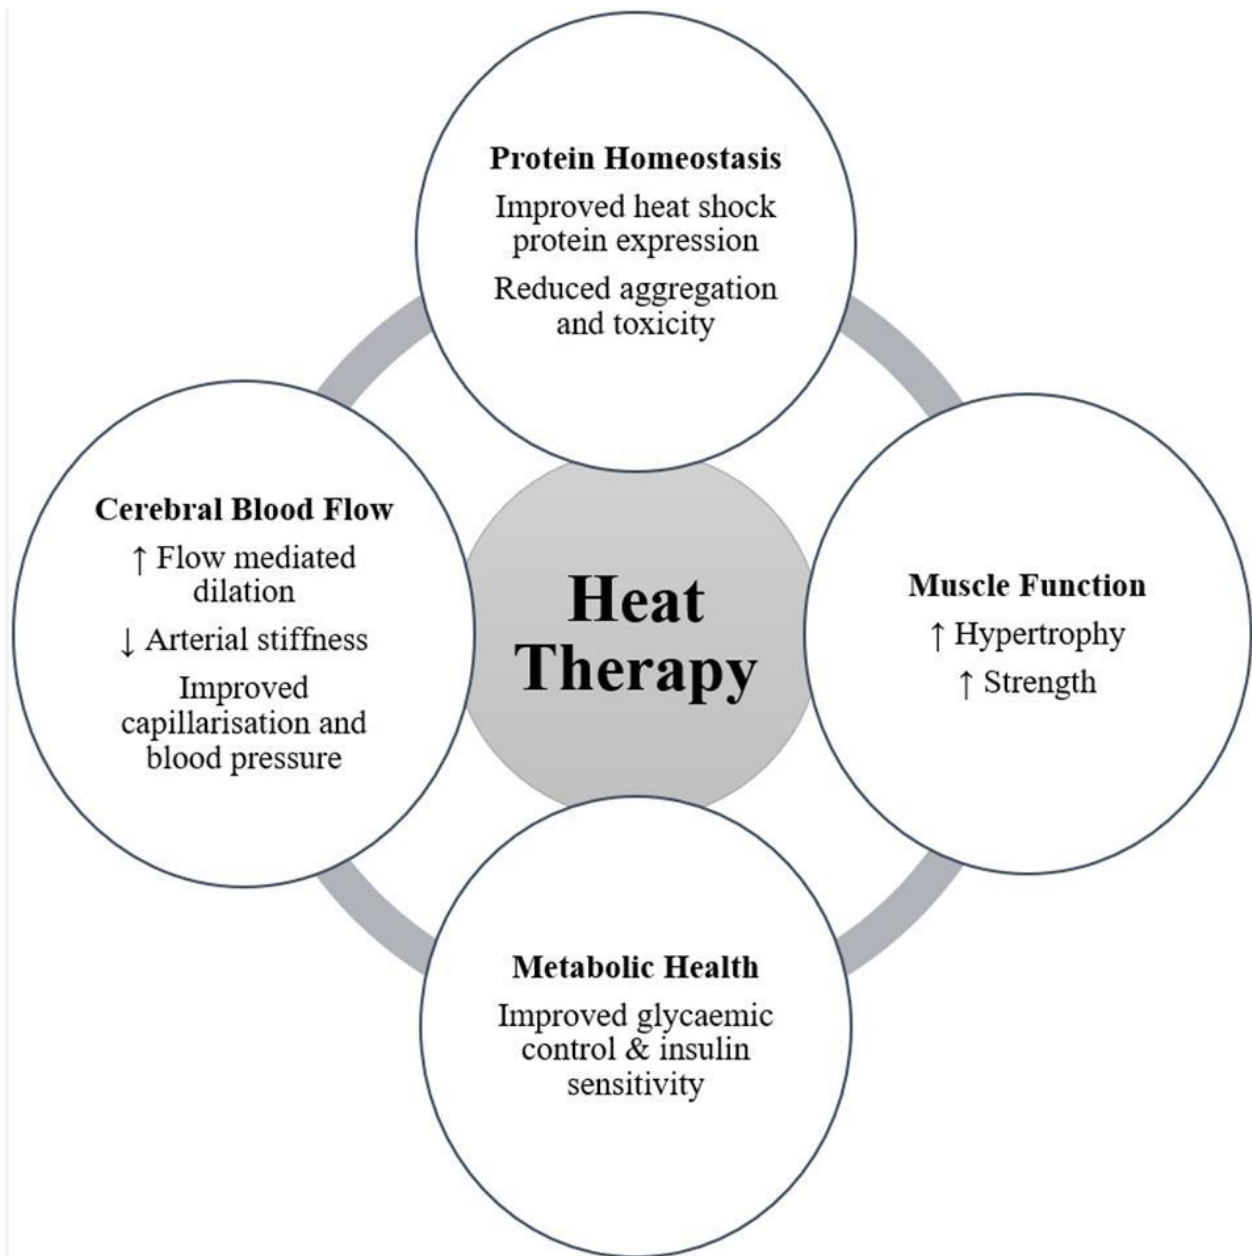 Protein Homeostasis
Improved heat shock
protein expression
Reduced aggregation
and toxicity
Cerebral Blood Flow
↑ Flow mediated
dilation
↓ Arterial stiffness
Improved
capillarisation and
blood pressure
Heat
Therapy
Muscle Function
↑ Hypertrophy
↑ Strength
Metabolic Health
Improved glycaemic
control & insulin
sensitivity